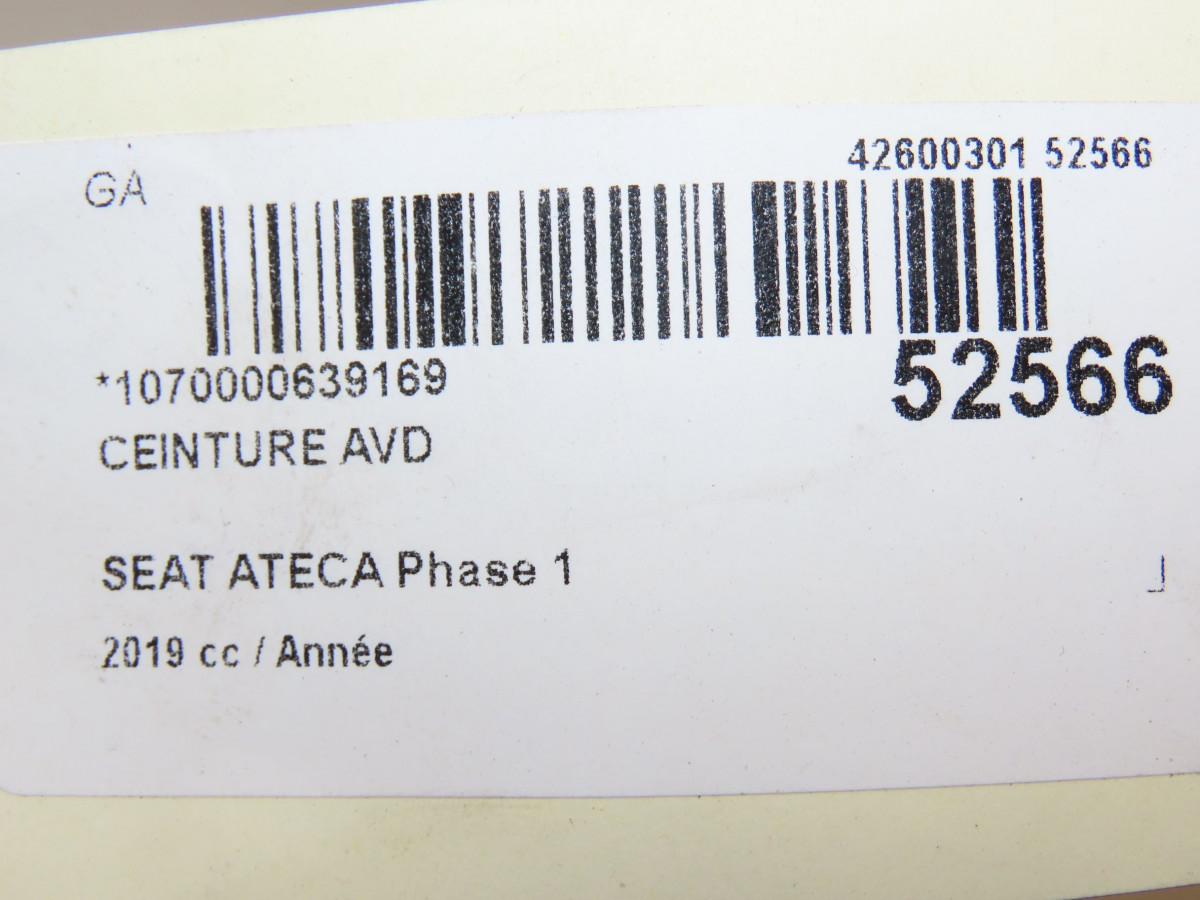 42600301 52566
GA
52566
*1070000639169
CEINTURE AVD
SEAT ATECA Phase 1
2019 cc / Année